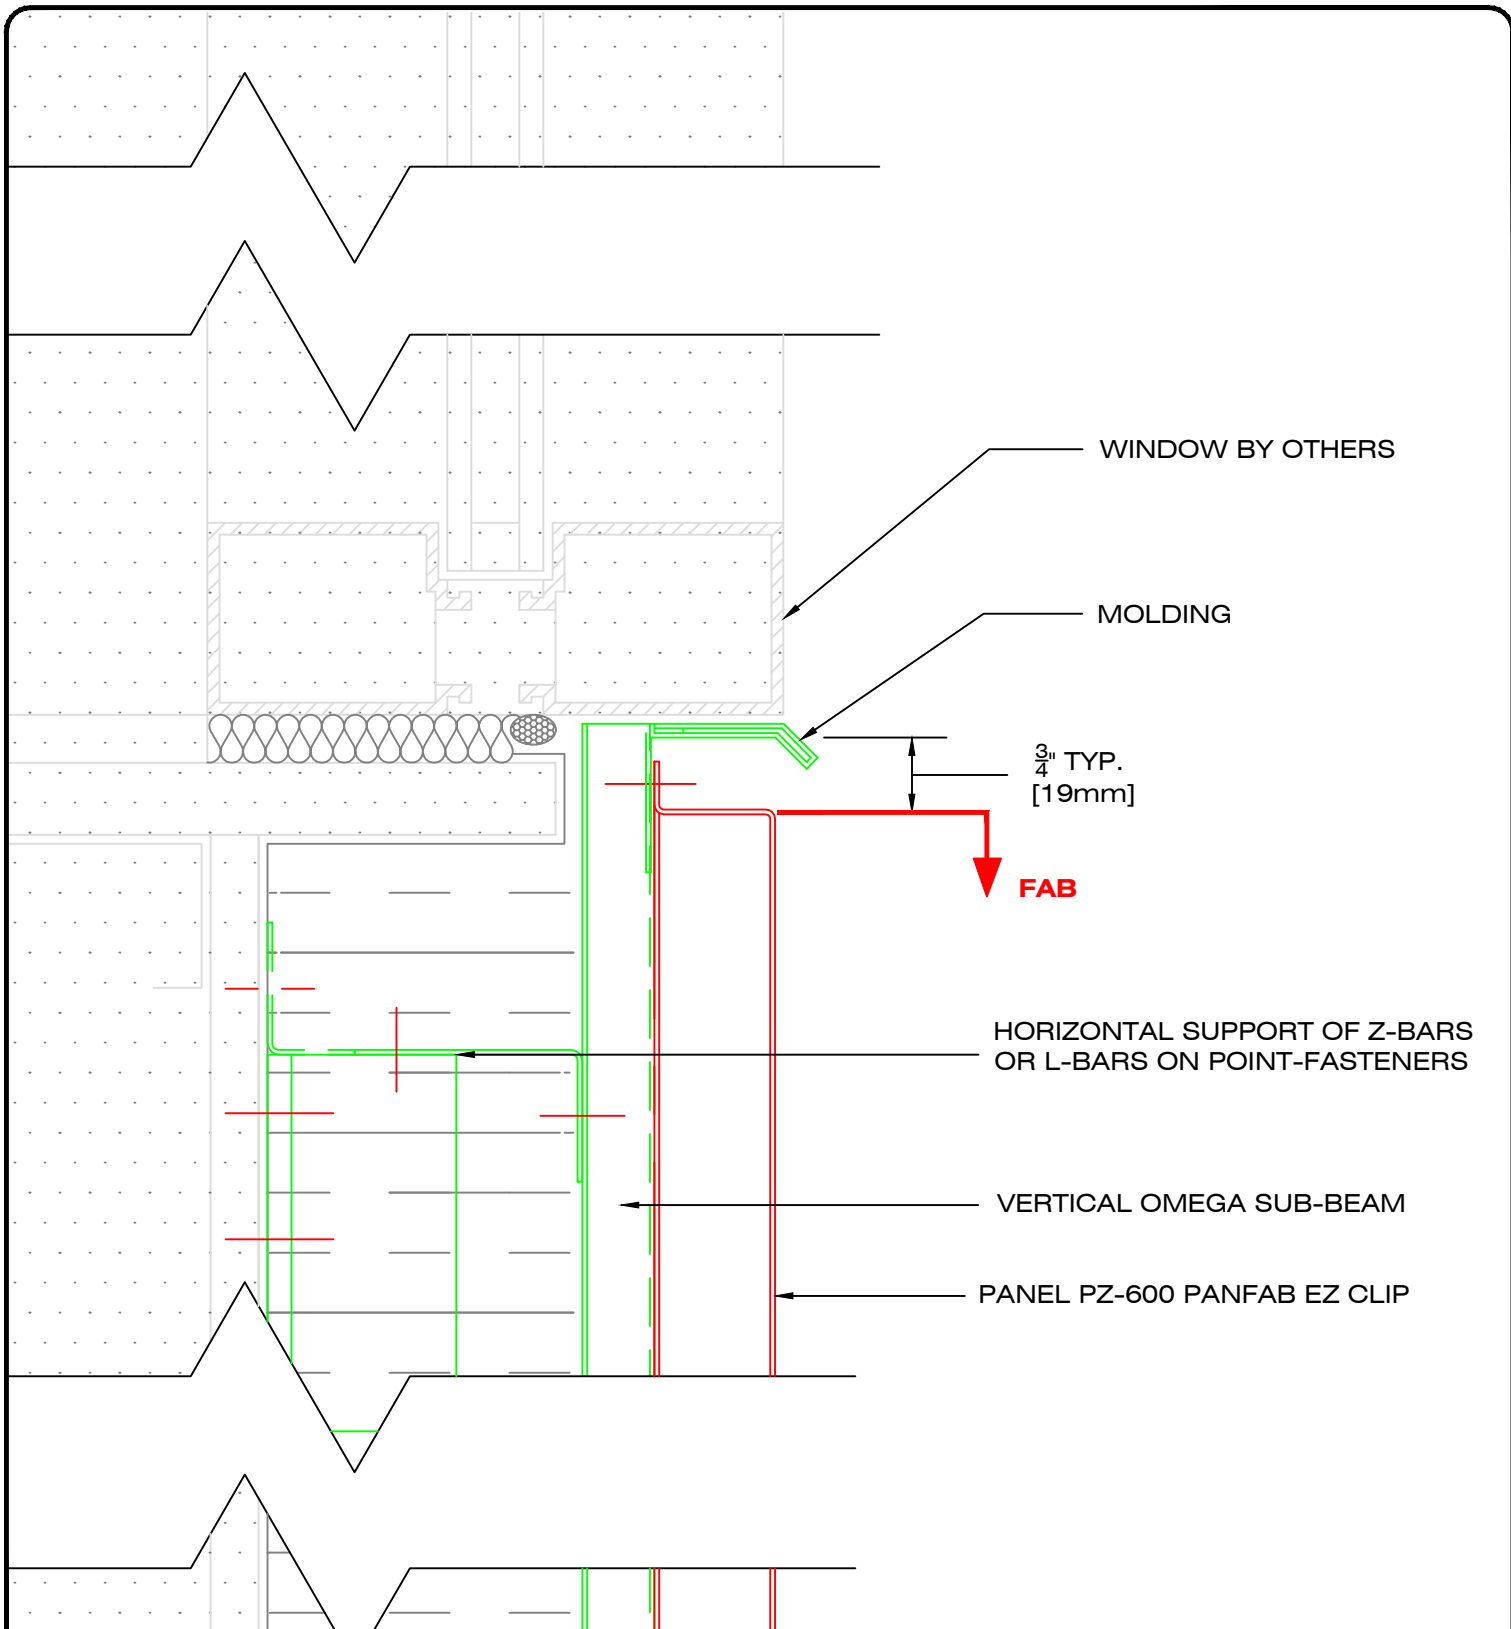 WINDOW BY OTHERS
MOLDING
3/4" TYP.
[19mm]
FAB
HORIZONTAL SUPPORT OF Z-BARS
OR L-BARS ON POINT-FASTENERS
VERTICAL OMEGA SUB-BEAM
PANEL PZ-600 PANFAB EZ CLIP